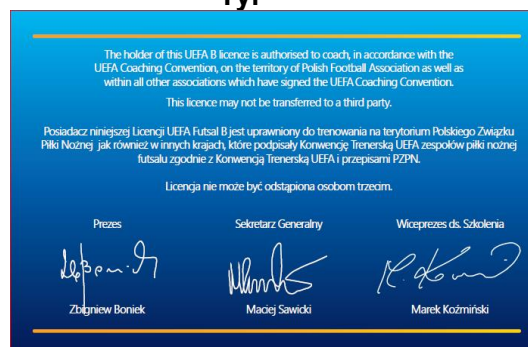 The holder of this UEFA B licence is authorised to coach, in accordance with the
UEFA Coaching Convention, on the territory of Polish Football Association as well as
within all other associations which have signed the UEFA Coaching Convention.
This licence may not be transferred to a third party.
Posiadacz niniejszej Licencji UEFA Futsal B jest uprawniony do trenowania na terytorium Polskiego Związku
Piłki Nożnej jak również w innych krajach, które podpisały Konwencję Trenerską UEFA zespołów piłki nożnej
futsalu zgodnie z Konwencją Trenerską UEFA i przepisami PZPN.
Licencja nie może być odstąpiona osobom trzecim.
Prezes Sekretarz Generalny Wiceprezes ds. Szkolenia
Zbigniew Boniek Maciej Sawicki Marek Koźmiński